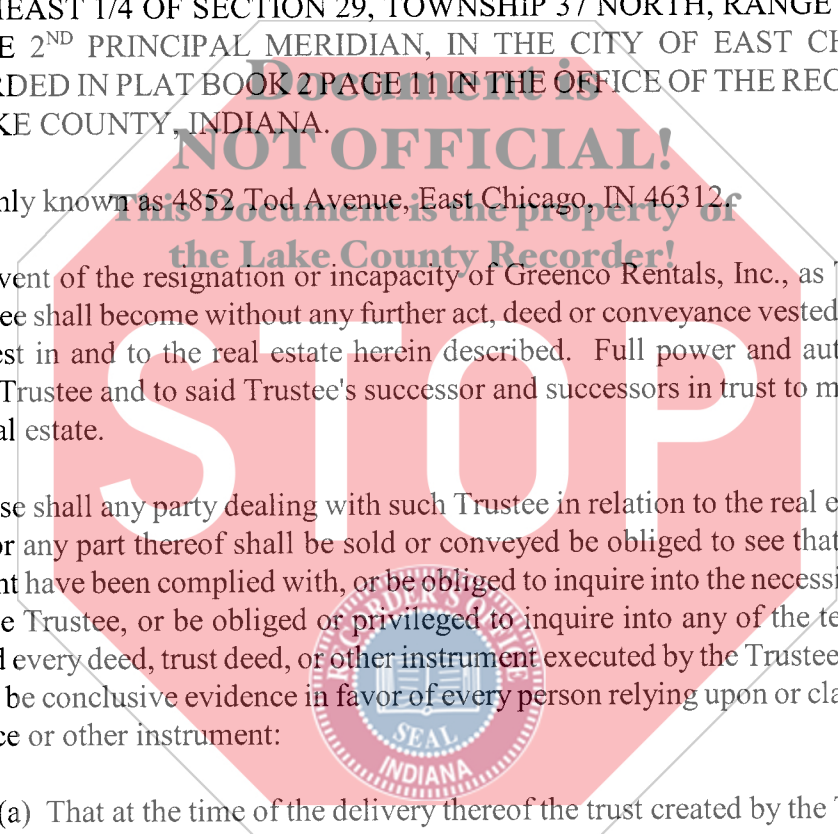 HEAST 1/4 OF SECTION 29, TOWNSHIP 37 NORTH, RANGE
E 2ND PRINCIPAL MERIDIAN, IN THE CITY OF EAST CH
RDED IN PLAT BOOK 2 PAGE 11 IN THE OFFICE OF THE REC
Document is
KE COUNTY, INDIANA.
NOT OFFICIAL!
nly known as 4852 Tod Avenue, East Chicago, IN 46312.
This Document is the property of
the Lake County Recorder!
vent of the resignation or incapacity of Greenco Rentals, Inc., as T
ee shall become without any further act, deed or conveyance vested
est in and to the real estate herein described. Full power and aut
Trustee and to said Trustee's successor and successors in trust to m
al estate.
STOP
se shall any party dealing with such Trustee in relation to the real e
or any part thereof shall be sold or conveyed be obliged to see that
nt have been complied with, or be obliged to inquire into the necessi
e Trustee, or be obliged or privileged to inquire into any of the te
d every deed, trust deed, or other instrument executed by the Trustee
be conclusive evidence in favor of every person relying upon or cla
ce or other instrument:
RECORDER'S OFFICE
SEAL
INDIANA
(a) That at the time of the delivery thereof the trust created by the T